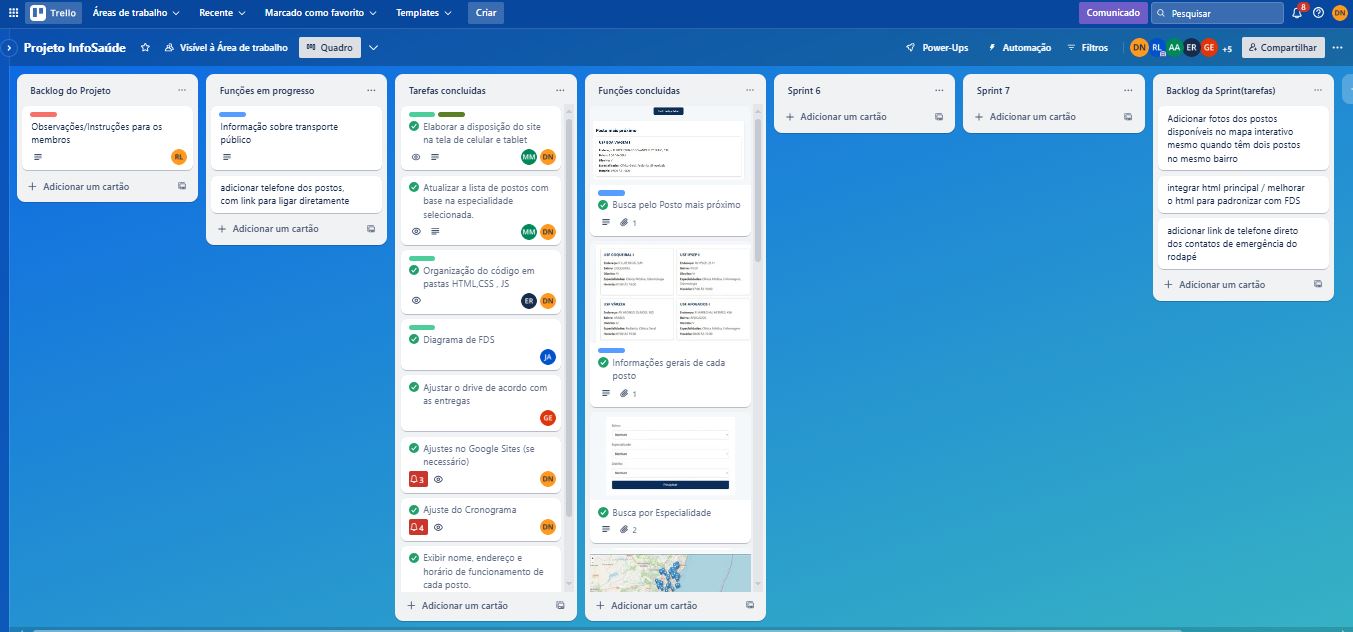 Trello
Áreas de trabalho
Recente
Marcado como favorito
Templates
Criar
Comunicado
Pesquisar
8
DN
Projeto InfoSaúde
Visível à Área de trabalho
Quadro
Power-Ups
Automação
Filtros
DN
RL
AA
ER
GE
+5
Compartilhar
Backlog do Projeto
Observações/Instruções para os
membros
RL
Adicionar um cartão
Funções em progresso
Informação sobre transporte
público
adicionar telefone dos postos,
com link para ligar diretamente
Adicionar um cartão
Tarefas concluidas
Elaborar a disposição do site
na tela de celular e tablet
MM
DN
Atualizar a lista de postos com
base na especialidade
selecionada.
MM
DN
Organização do código em
pastas HTML,CSS , JS
ER
DN
Diagrama de FDS
JA
Ajustar o drive de acordo com
as entregas
GE
Ajustes no Google Sites (se
necessário)
3
DN
Ajuste do Cronograma
4
DN
Exibir nome, endereço e
horário de funcionamento de
cada posto.
Adicionar um cartão
Funções concluídas
Posto mais próximo
Busca pelo Posto mais próximo
1
USF COQUEIRAL I
USF IPSEP I
USF VÁRZEA
USF AFOGADOS I
Informações gerais de cada
posto
1
Pesquisar
Busca por Especialidade
2
Adicionar um cartão
Sprint 6
Adicionar um cartão
Sprint 7
Adicionar um cartão
Backlog da Sprint(tarefas)
Adicionar fotos dos postos
disponíveis no mapa interativo
mesmo quando têm dois postos
no mesmo bairro
integrar html principal / melhorar
o html para padronizar com FDS
adicionar link de telefone direto
dos contatos de emergência do
rodapé
Adicionar um cartão